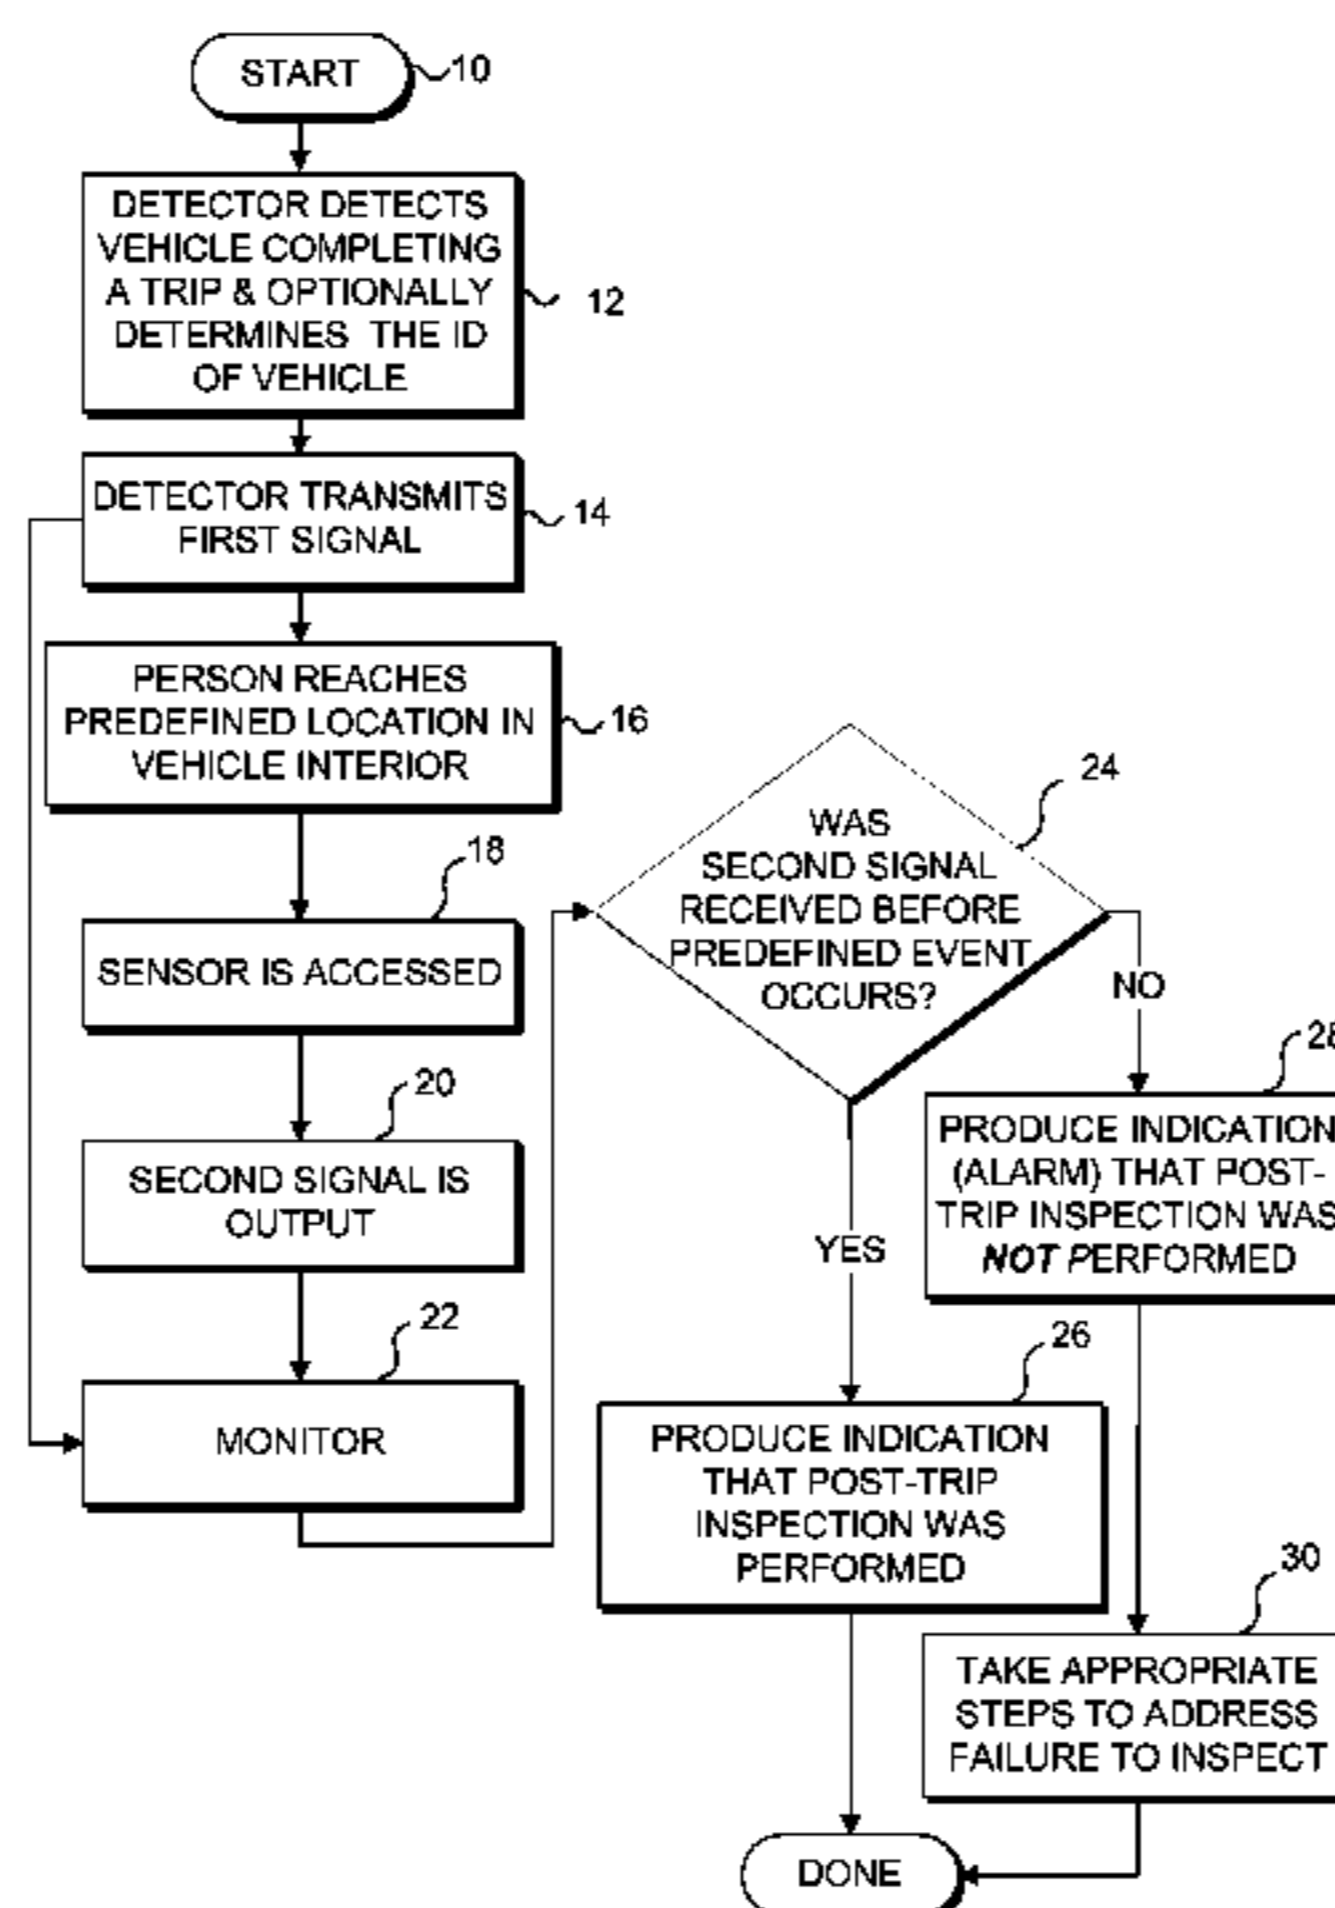 START
10
DETECTOR DETECTS
VEHICLE COMPLETING
A TRIP & OPTIONALLY
DETERMINES THE ID
OF VEHICLE
12
DETECTOR TRANSMITS
FIRST SIGNAL
14
PERSON REACHES
PREDEFINED LOCATION IN
VEHICLE INTERIOR
16
18
SENSOR IS ACCESSED
20
SECOND SIGNAL IS
OUTPUT
22
MONITOR
24
WAS
SECOND SIGNAL
RECEIVED BEFORE
PREDEFINED EVENT
OCCURS?
NO
28
PRODUCE INDICATION
(ALARM) THAT POST-
TRIP INSPECTION WAS
NOT PERFORMED
YES
26
PRODUCE INDICATION
THAT POST-TRIP
INSPECTION WAS
PERFORMED
30
TAKE APPROPRIATE
STEPS TO ADDRESS
FAILURE TO INSPECT
DONE